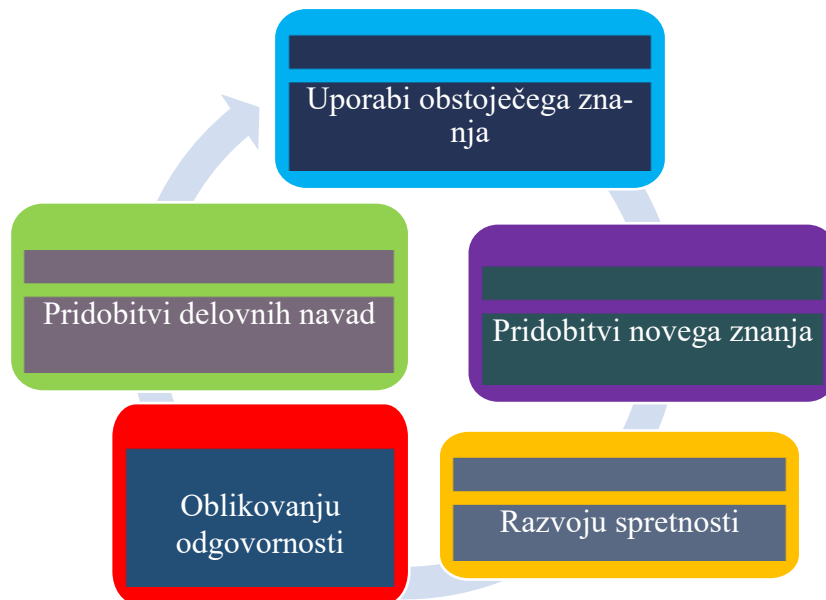 Uporabi obstoječega zna-
nja
Pridobitvi novega znanja
Razvoju spretnosti
Oblikovanju
odgovornosti
Pridobitvi delovnih navad